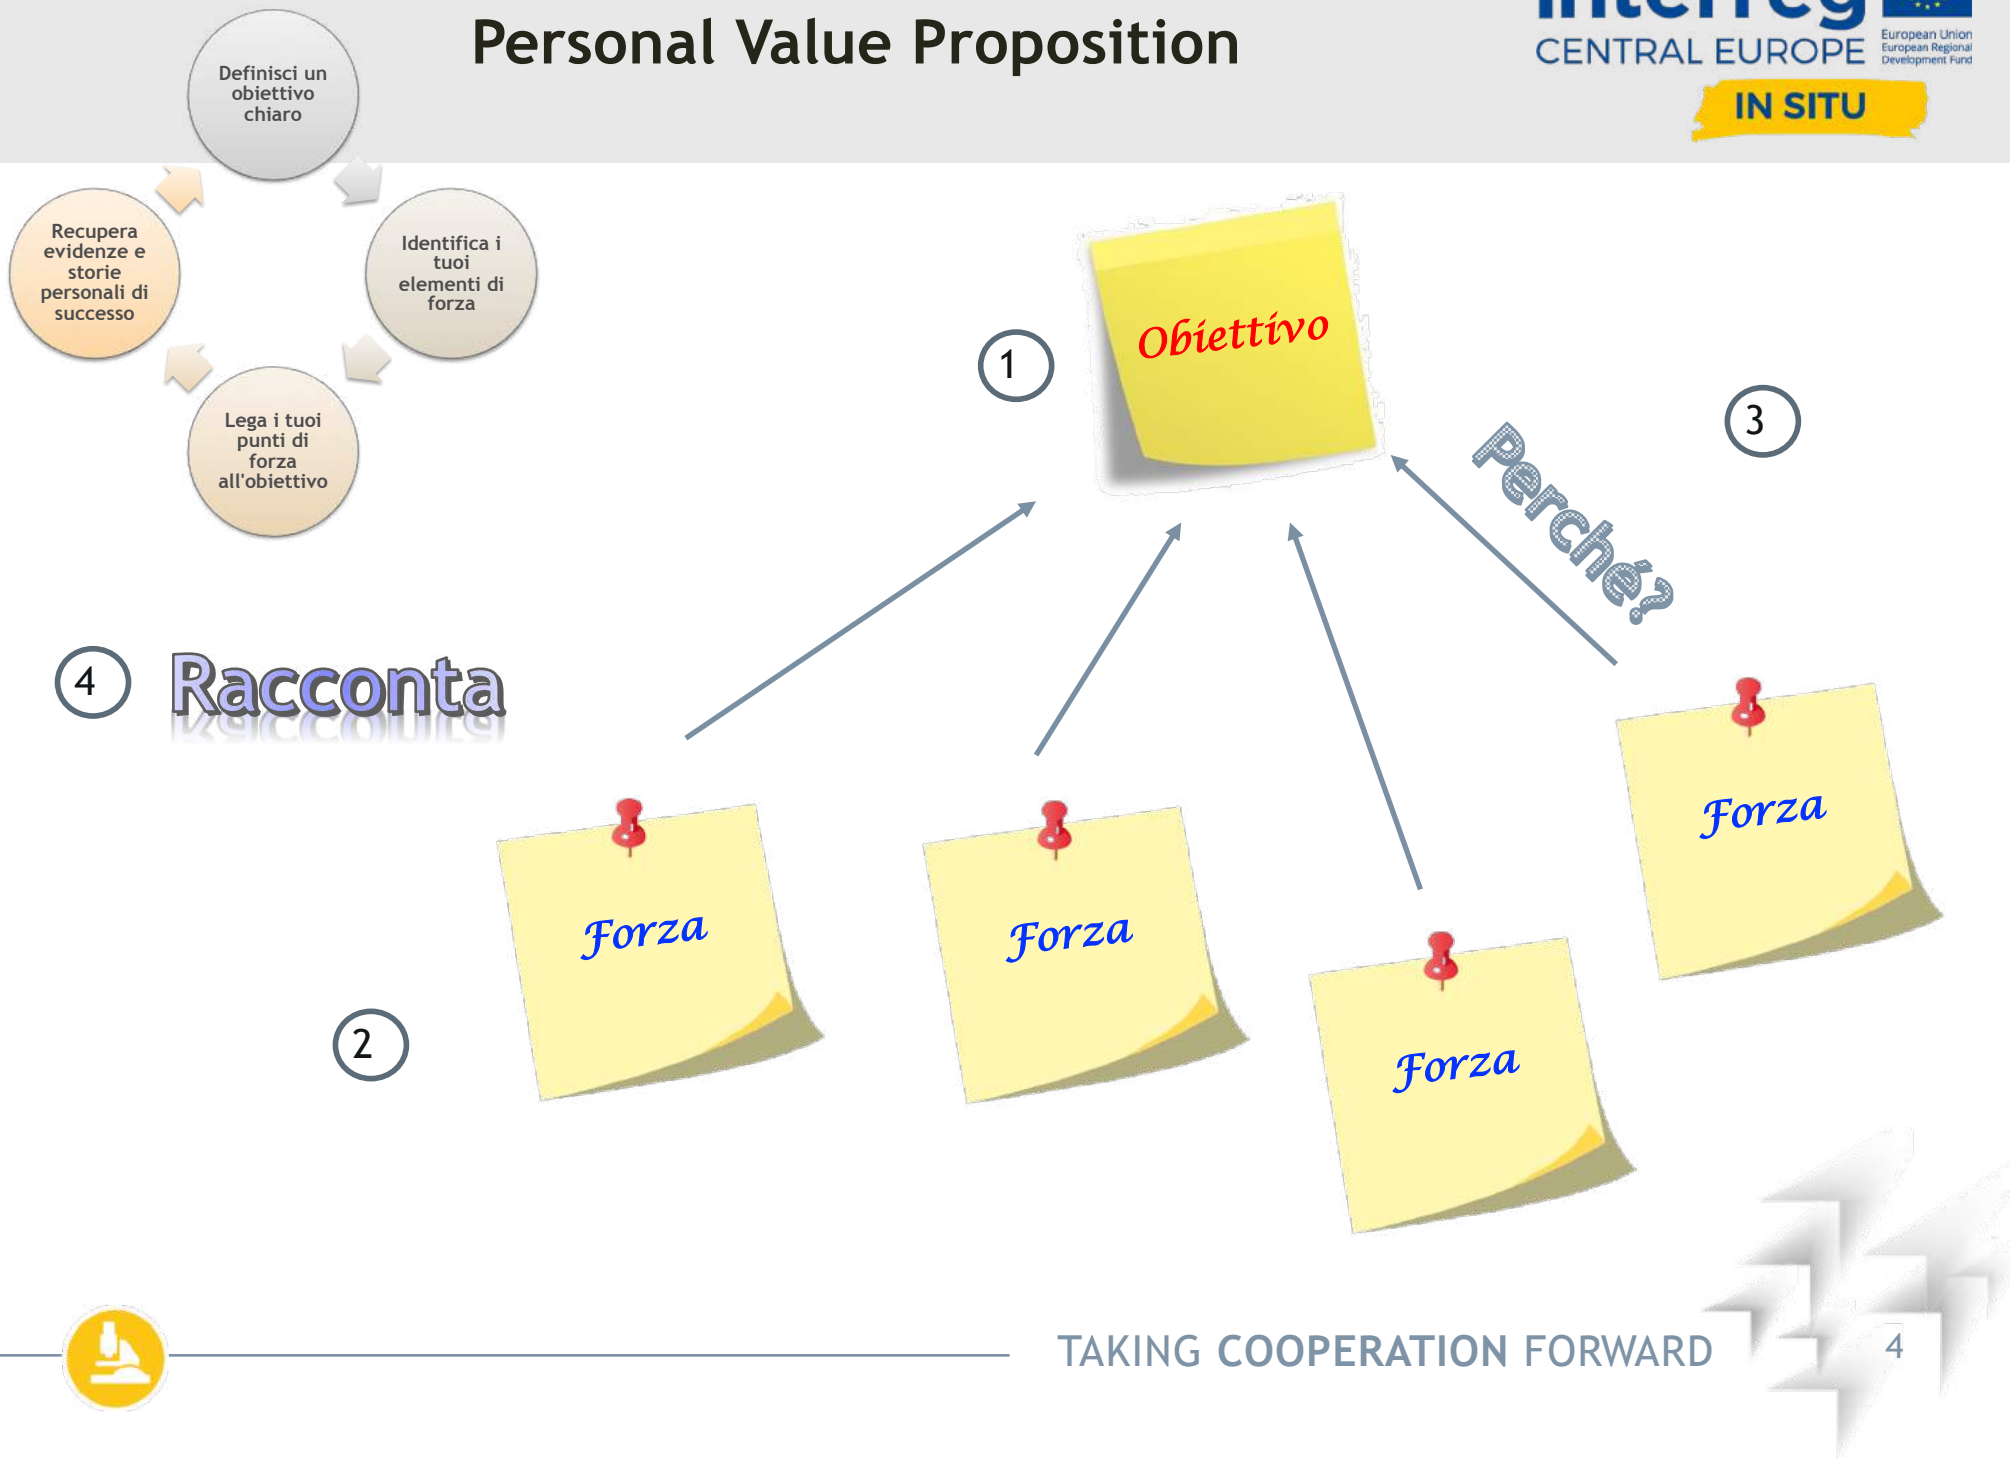 Personal Value Proposition
Interreg
CENTRAL EUROPE
European Union
European Regional
Development Fund
IN SITU
Definisci un
obiettivo
chiaro
Identifica i
tuoi
elementi di
forza
Lega i tuoi
punti di
forza
all'obiettivo
Recupera
evidenze e
storie
personali di
successo
1
Obiettivo
3
Perché?
4
Racconta
Forza
Forza
Forza
Forza
2
TAKING COOPERATION FORWARD
4